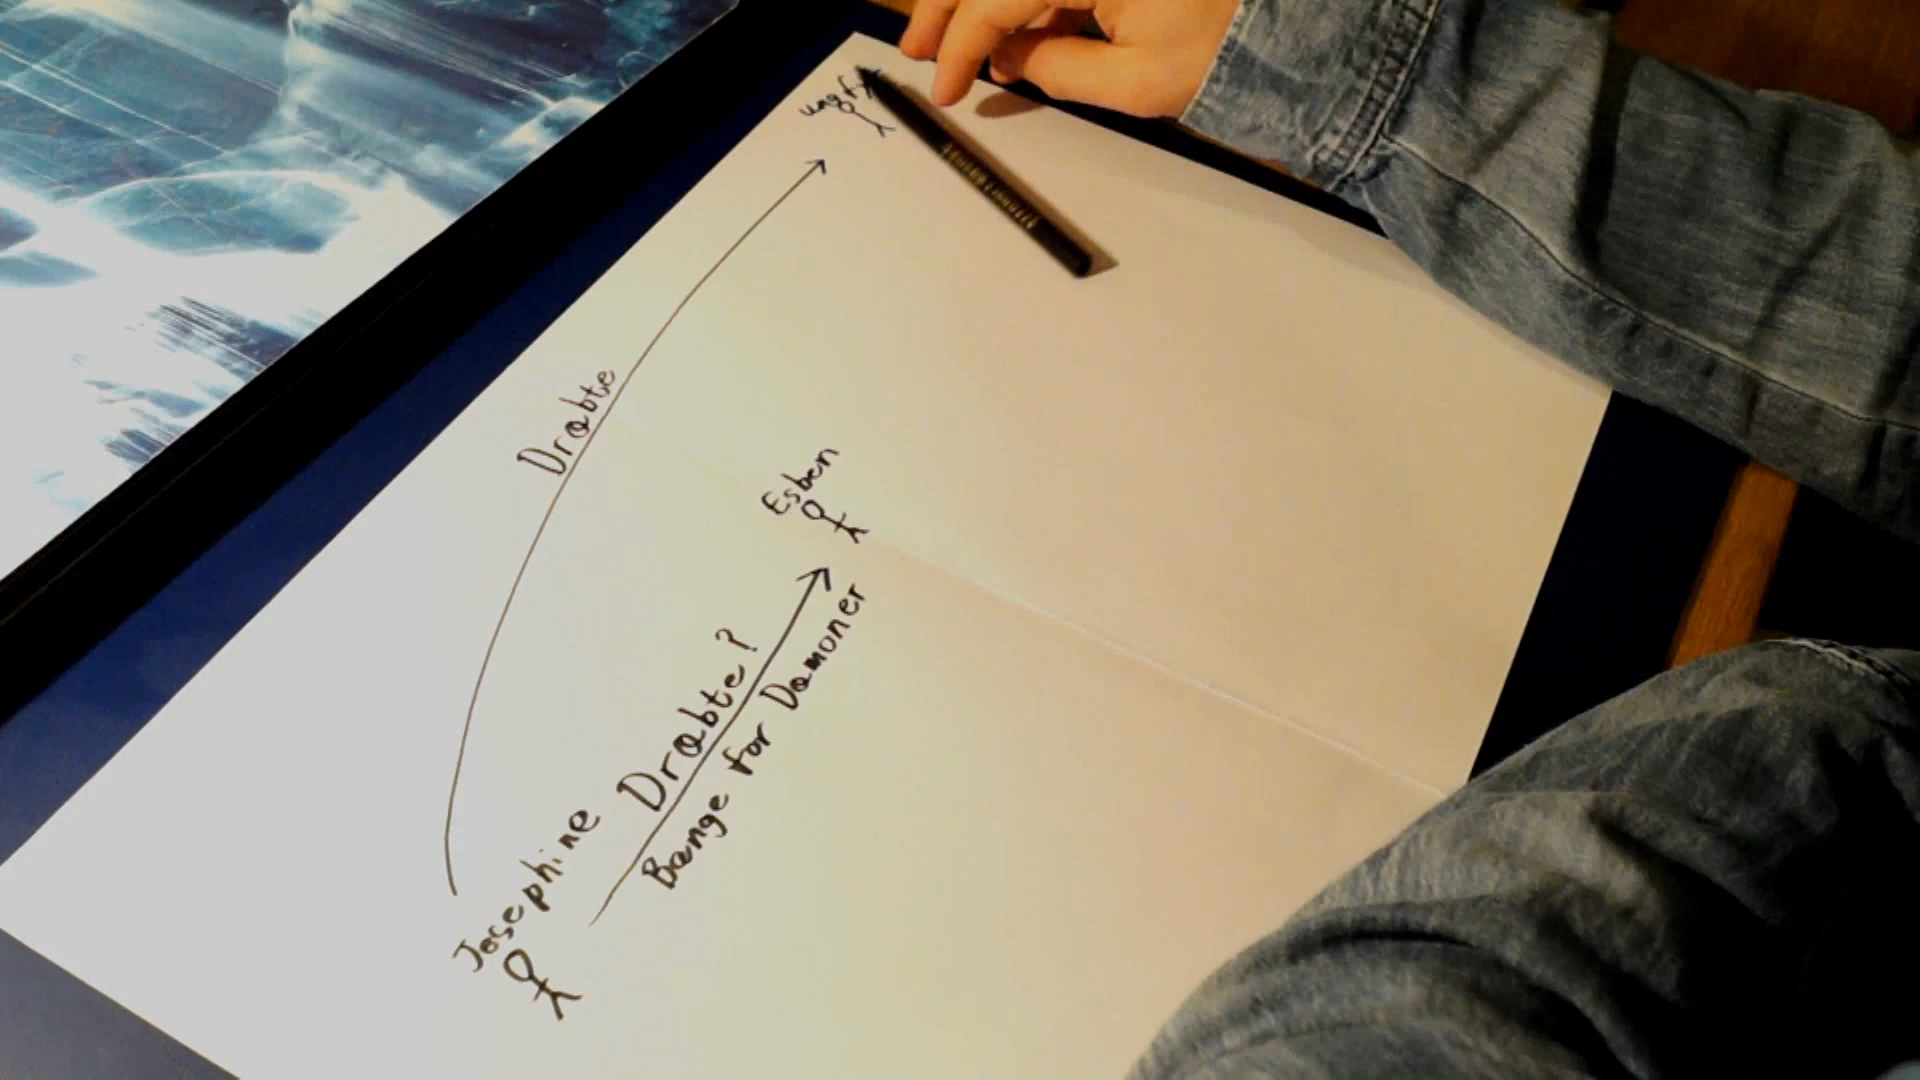 Dræbte
Esben
Dræbte?
Bange for Dæmoner
Josephine